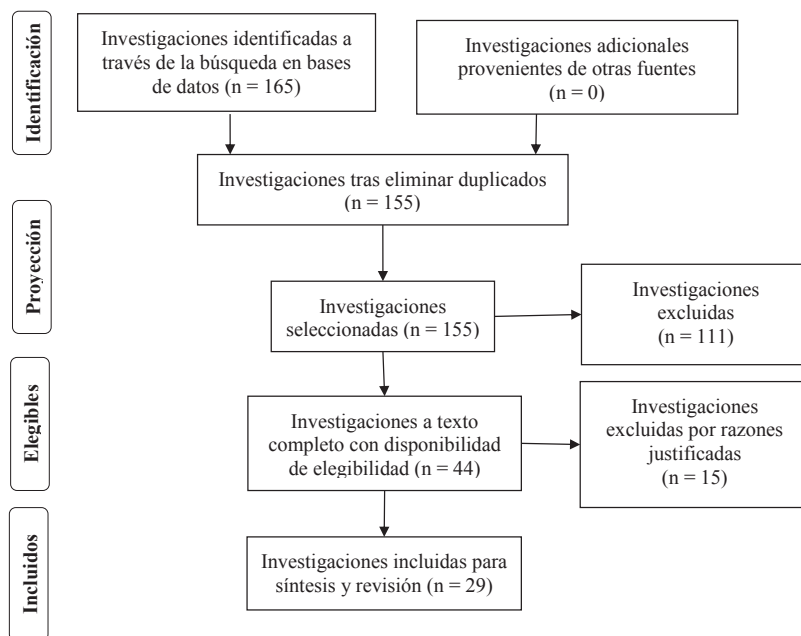 Identificación
Investigaciones identificadas a
través de la búsqueda en bases
de datos (n = 165)
Investigaciones adicionales
provenientes de otras fuentes
(n = 0)
Investigaciones tras eliminar duplicados
(n = 155)
Proyección
Investigaciones
seleccionadas (n = 155)
Investigaciones
excluidas
(n = 111)
Elegibles
Investigaciones a texto
completo con disponibilidad
de elegibilidad (n = 44)
Investigaciones
excluidas por razones
justificadas
(n = 15)
Incluidos
Investigaciones incluidas para
síntesis y revisión (n = 29)